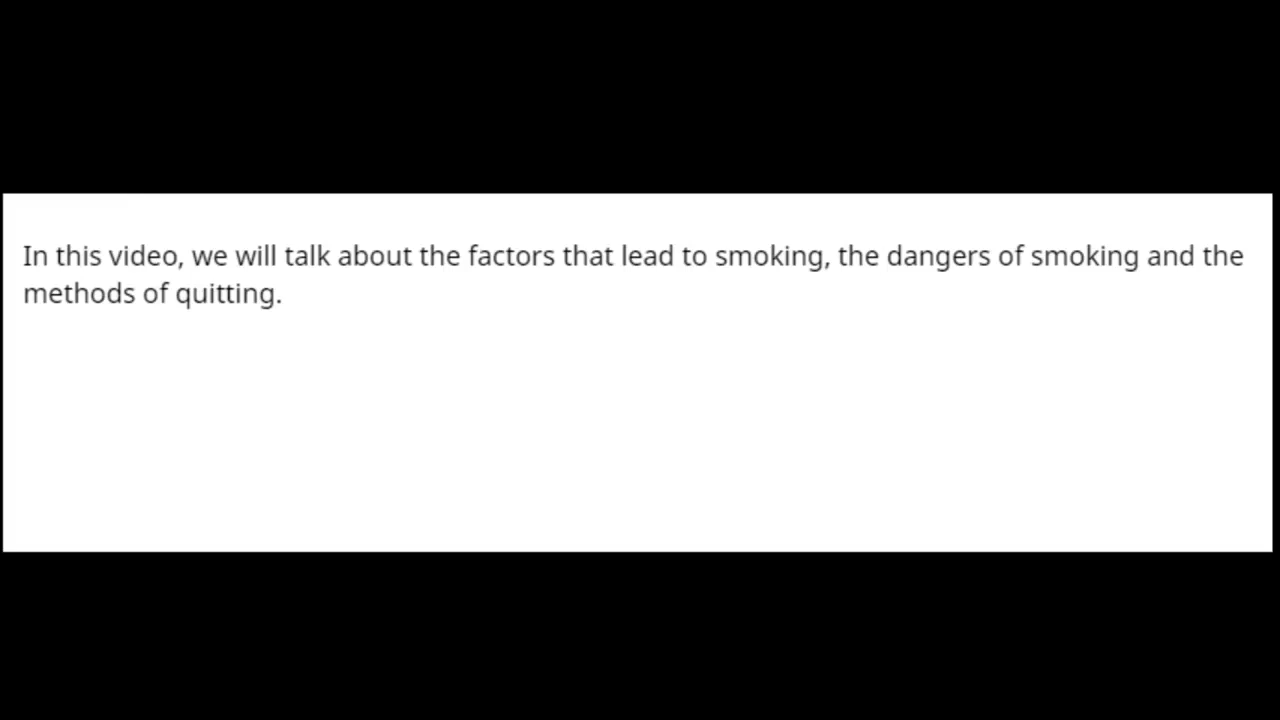 In this video, we will talk about the factors that lead to smoking, the dangers of smoking and the
methods of quitting.